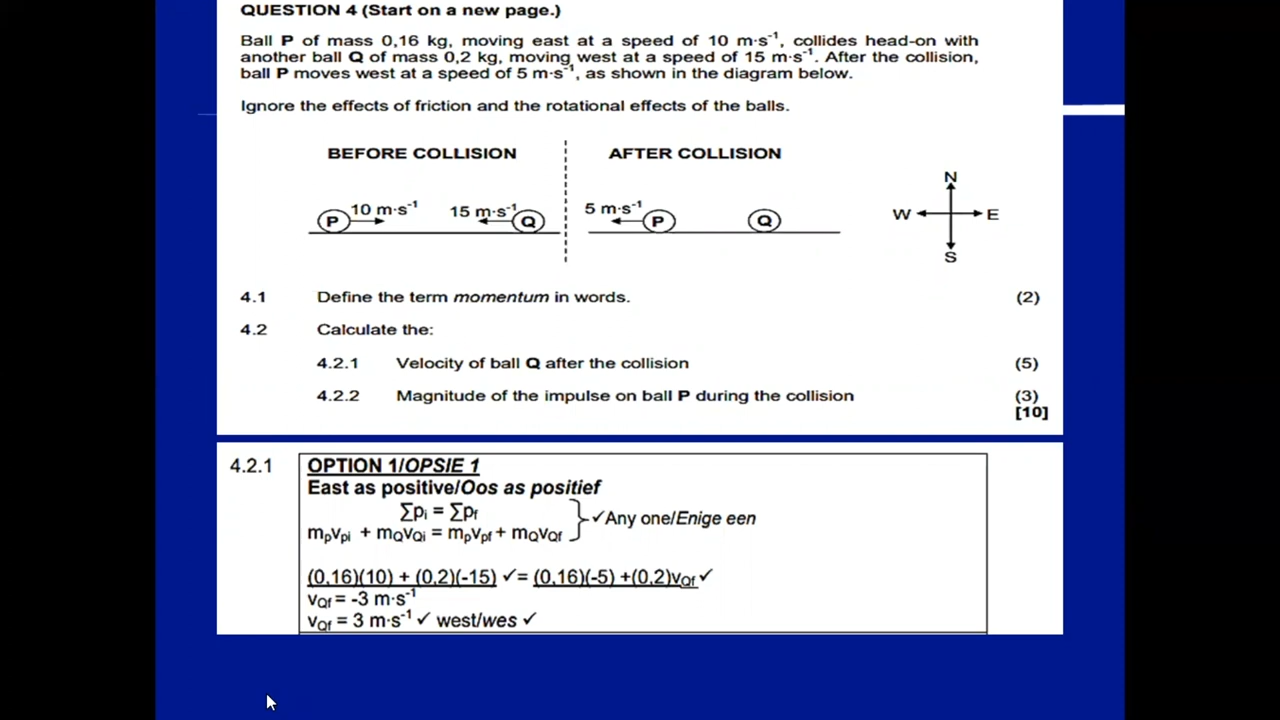 QUESTION 4 (Start on a new page.)
Ball P of mass 0,16 kg, moving east at a speed of 10 m·s⁻¹, collides head-on with
another ball Q of mass 0,2 kg, moving west at a speed of 15 m·s⁻¹. After the collision,
ball P moves west at a speed of 5 m·s⁻¹, as shown in the diagram below.
Ignore the effects of friction and the rotational effects of the balls.
BEFORE COLLISION
AFTER COLLISION
P 10 m·s⁻¹ 15 m·s⁻¹ Q
5 m·s⁻¹ P Q
N
W E
S
4.1 Define the term momentum in words. (2)
4.2 Calculate the:
4.2.1 Velocity of ball Q after the collision (5)
4.2.2 Magnitude of the impulse on ball P during the collision (3)
[10]
4.2.1 OPTION 1/OPSIE 1
East as positive/Oos as positief
∑pᵢ = ∑p_f
m_pv_pi + m_Qv_Qi = m_pv_pf + m_Qv_Qf } ✓Any one/Enige een
(0,16)(10) + (0,2)(-15) ✓= (0,16)(-5) +(0,2)v_Qf ✓
v_Qf = -3 m·s⁻¹
v_Qf = 3 m·s⁻¹ ✓ west/wes ✓